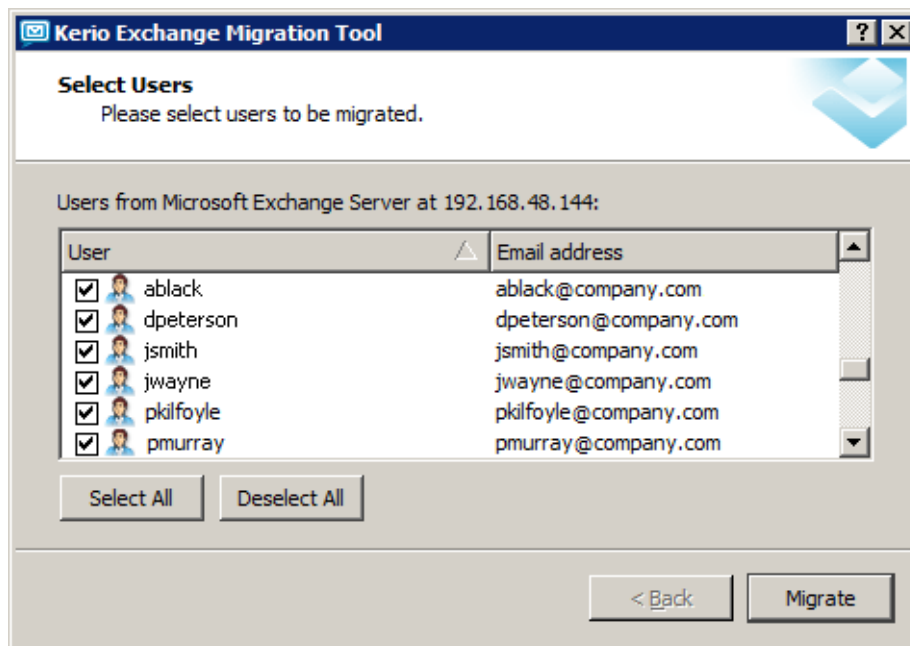 Kerio Exchange Migration Tool
?
Select Users
Please select users to be migrated.
Users from Microsoft Exchange Server at 192.168.48.144:
User Email address
ablack ablack@company.com
dpeterson dpeterson@company.com
jsmith jsmith@company.com
jwayne jwayne@company.com
pkilfoyle pkilfoyle@company.com
pmurray pmurray@company.com
Select All Deselect All
< Back Migrate